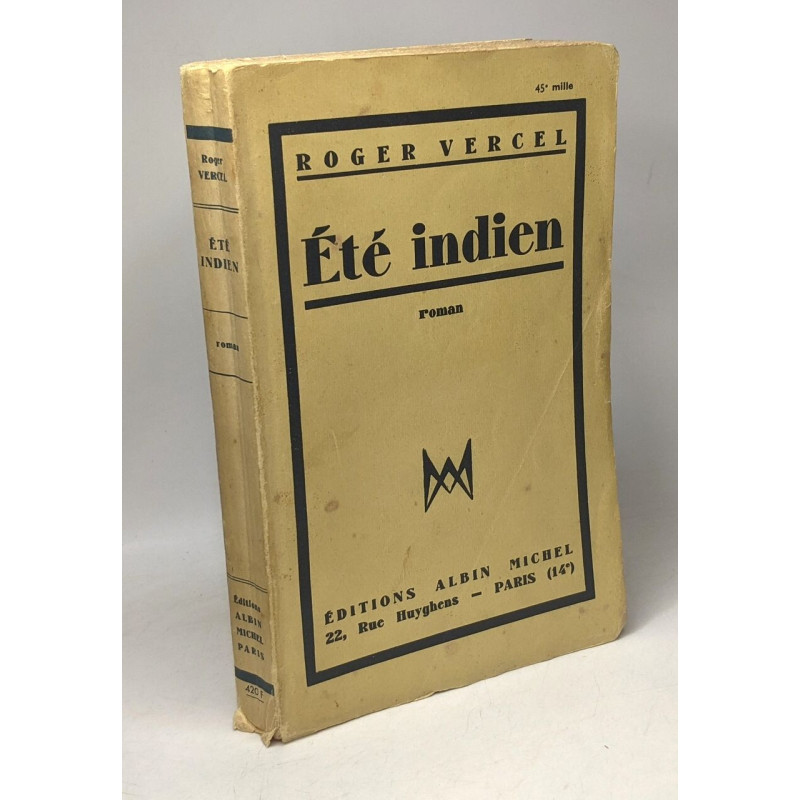 45e mille
ROGER VERCEL
Été indien
roman
ÉDITIONS ALBIN MICHEL
22, Rue Huyghens – PARIS (14e)
Roger
VERCEL
ÉTÉ
INDIEN
roman
Éditions
ALBIN
MICHEL
PARIS
420 F